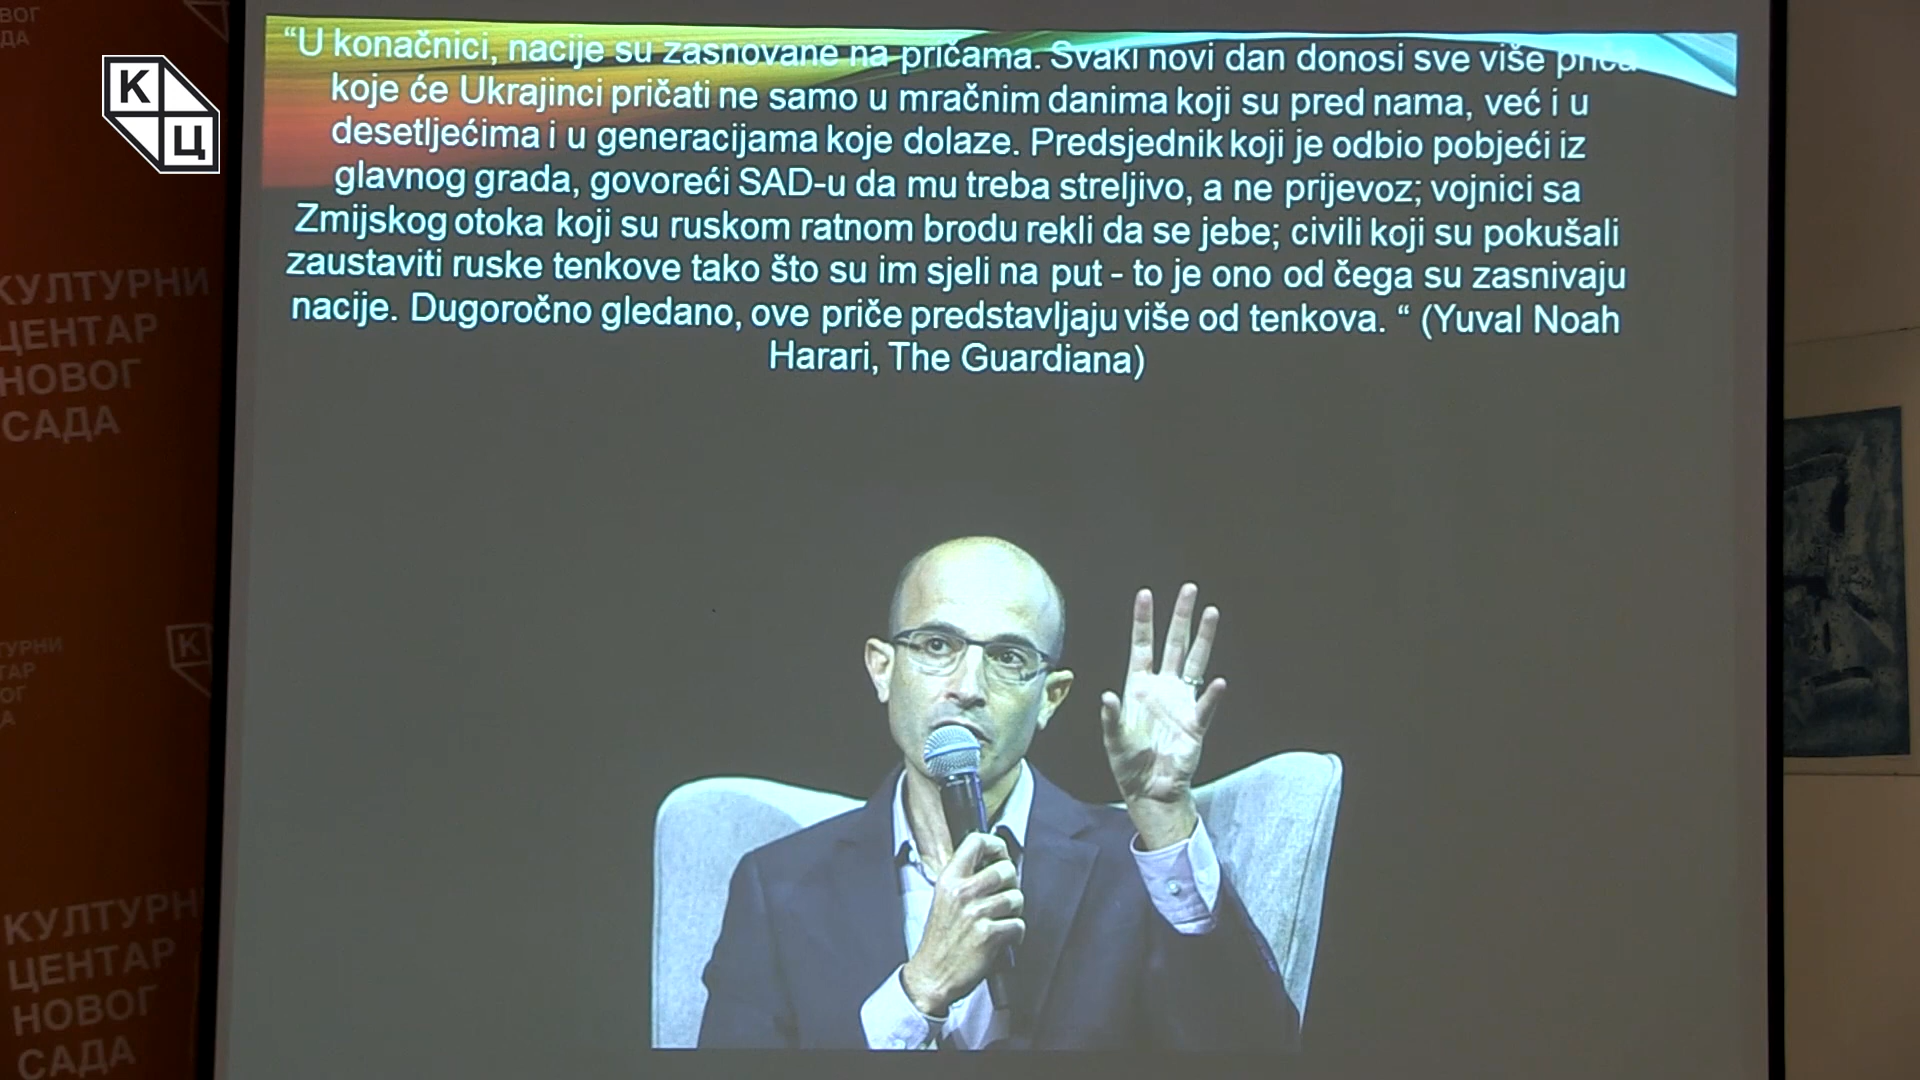 “U konačnici, nacije su zasnovane na pričama. Svaki novi dan donosi sve više priča
koje će Ukrajinci pričati ne samo u mračnim danima koji su pred nama, već i u
desetljećima i u generacijama koje dolaze. Predsjednik koji je odbio pobjeći iz
glavnog grada, govoreći SAD-u da mu treba streljivo, a ne prijevoz; vojnici sa
Zmijskog otoka koji su ruskom ratnom brodu rekli da se jebe; civili koji su pokušali
zaustaviti ruske tenkove tako što su im sjeli na put - to je ono od čega su zasnivaju
nacije. Dugoročno gledano, ove priče predstavljaju više od tenkova. “ (Yuval Noah
Harari, The Guardiana)
К
Ц
КУЛТУРНИ
ЦЕНТАР
НОВОГ
САДА
К
КУЛТУРН
ЦЕНТАР
НОВОГ
САДА